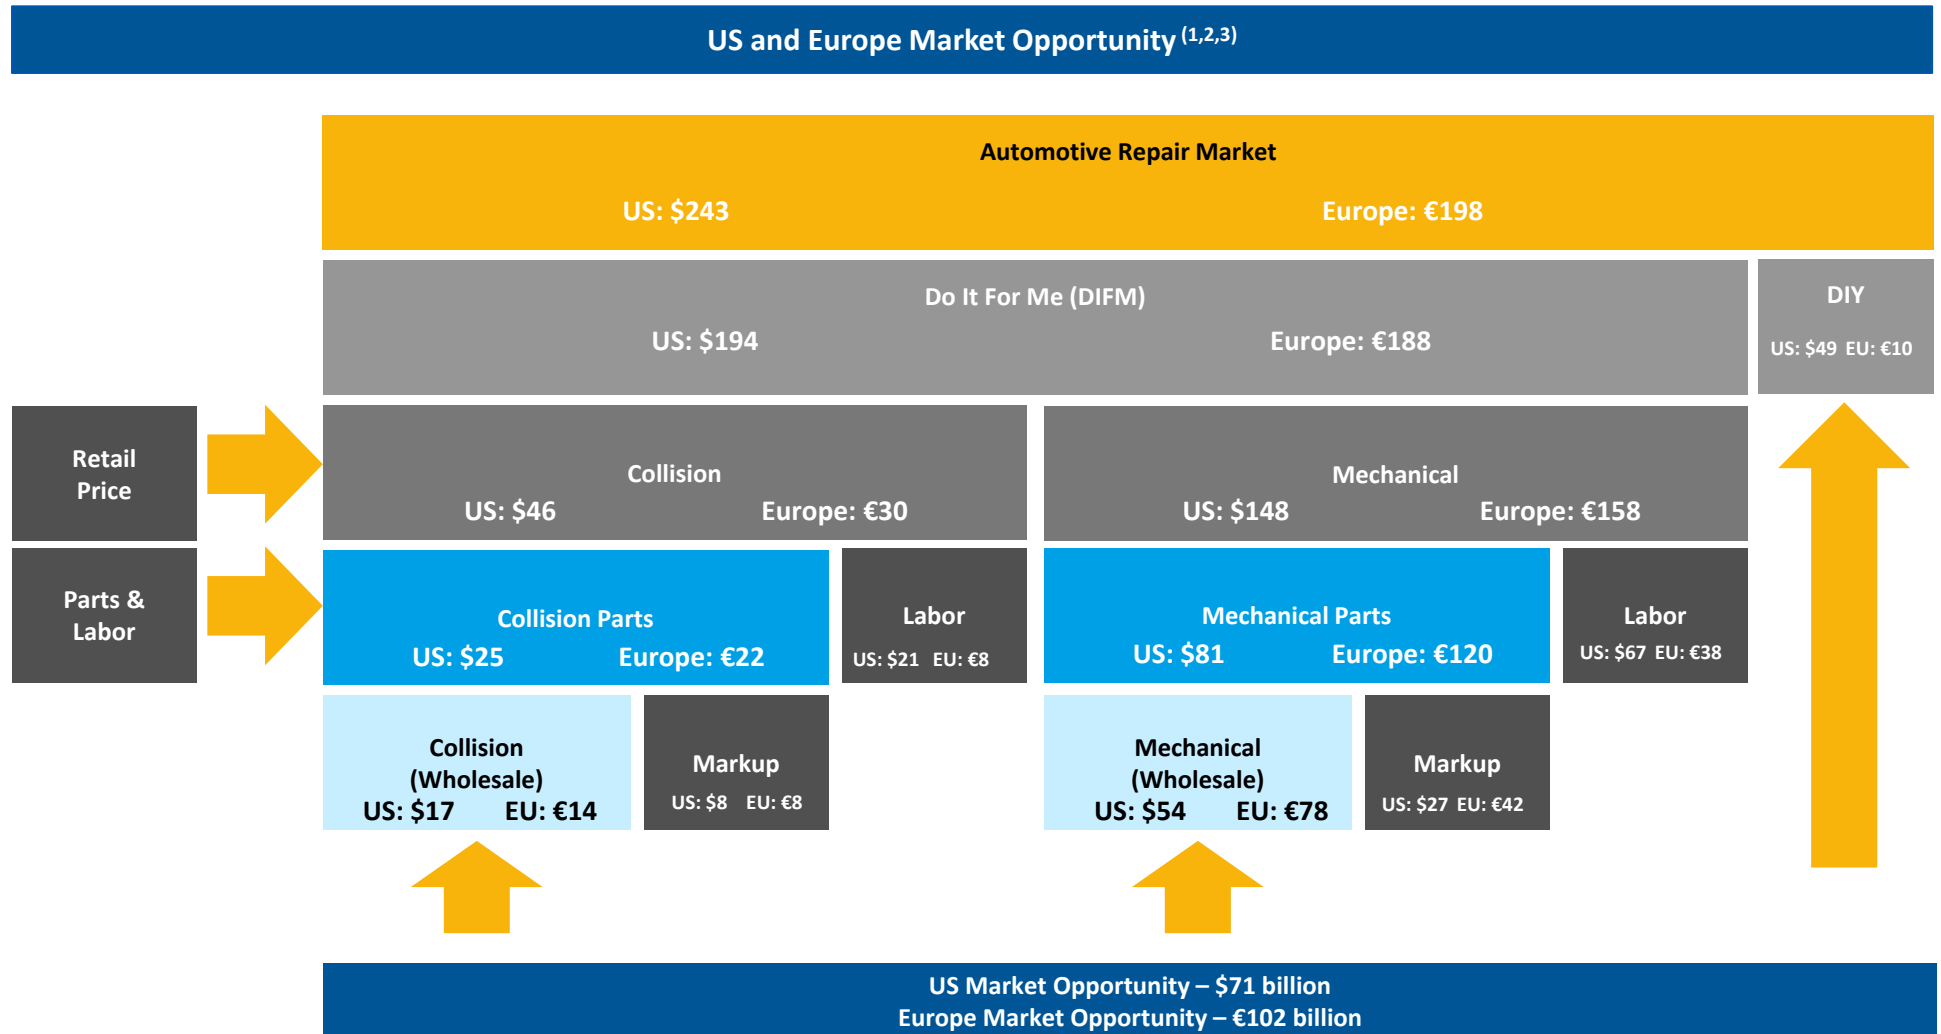 US and Europe Market Opportunity (1,2,3)
Automotive Repair Market
US: $243 Europe: €198
Do It For Me (DIFM)
US: $194 Europe: €188
DIY
US: $49 EU: €10
Retail
Price
Collision
US: $46 Europe: €30
Mechanical
US: $148 Europe: €158
Parts &
Labor
Collision Parts
US: $25 Europe: €22
Labor
US: $21 EU: €8
Mechanical Parts
US: $81 Europe: €120
Labor
US: $67 EU: €38
Collision
(Wholesale)
US: $17 EU: €14
Markup
US: $8 EU: €8
Mechanical
(Wholesale)
US: $54 EU: €78
Markup
US: $27 EU: €42
US Market Opportunity – $71 billion
Europe Market Opportunity – €102 billion